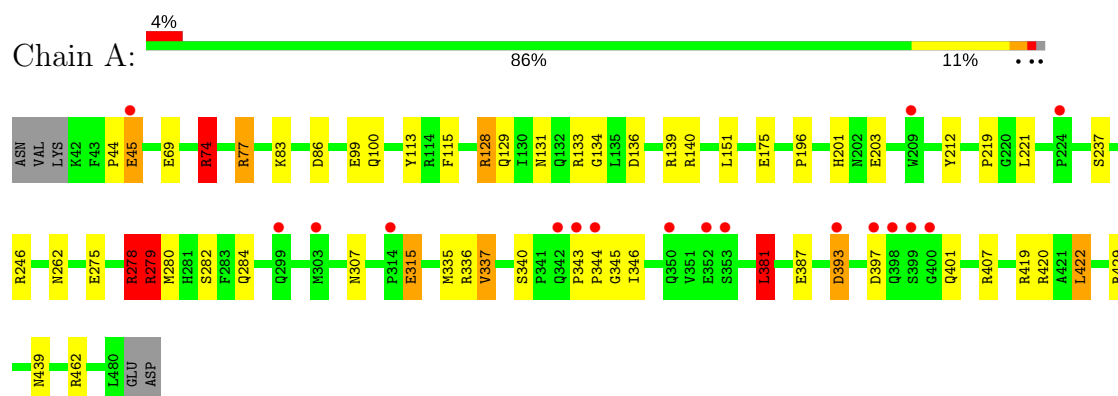 4%
Chain A:
86% 11% • ••
ASN VAL LYS K42 F43 P44 E45 E69 R74 R77 K83 D86 E99 Q100 Y113 R114 F115 R128 Q129 I130 N131 Q132 R133 G134 L135 D136 R139 R140 L151 E175 P196 H201 N202 E203 W209 Y212 P219 G220 L221 P224 S237
R246 N262 E275 R278 R279 M280 H281 S282 F283 Q284 Q299 M303 N307 P314 E315 M335 R336 V337 S340 P341 Q342 P343 P344 G345 I346 Q350 V351 E352 S353 L381 E387 D393 D397 Q398 S399 G400 Q401 R407 R419 R420 A421 L422
N439 R462 L480 GLU ASP